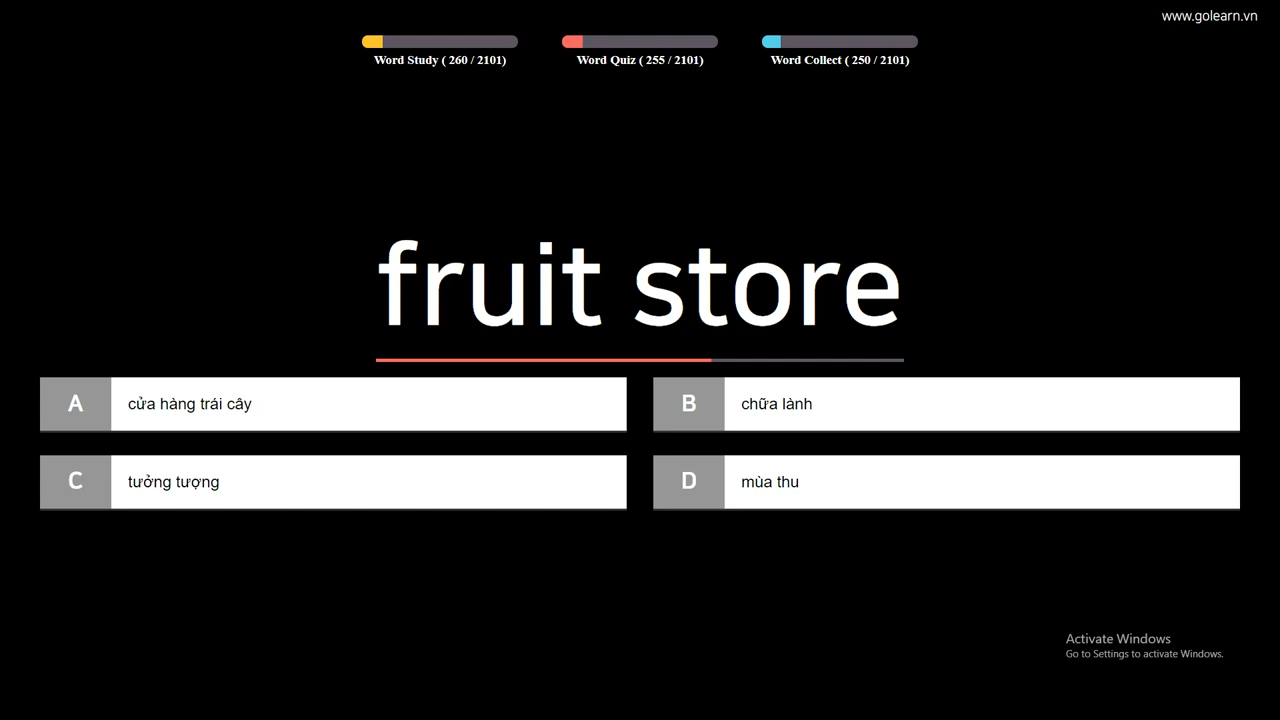 www.golearn.vn
Word Study ( 260 / 2101)
Word Quiz ( 255 / 2101)
Word Collect ( 250 / 2101)
fruit store
A cửa hàng trái cây
B chữa lành
C tưởng tượng
D mùa thu
Activate Windows
Go to Settings to activate Windows.